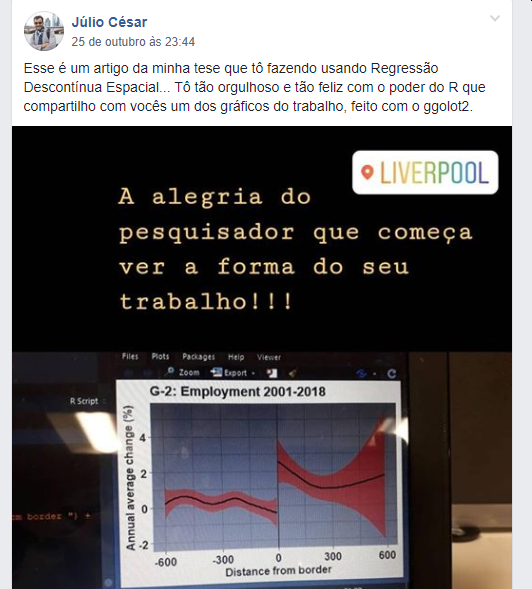 Júlio César
25 de outubro às 23:44
Esse é um artigo da minha tese que tô fazendo usando Regressão
Descontínua Espacial... Tô tão orgulhoso e tão feliz com o poder do R que
compartilho com vocês um dos gráficos do trabalho, feito com o ggolot2.
LIVERPOOL
A alegria do
pesquisador que começa
ver a forma do seu
trabalho!!!
Files Plots Packages Help Viewer
Zoom Export
R Script
G-2: Employment 2001-2018
Annual average change (%)
4
2
0
-2
om border ") +
-600 -300 0 300 600
Distance from border